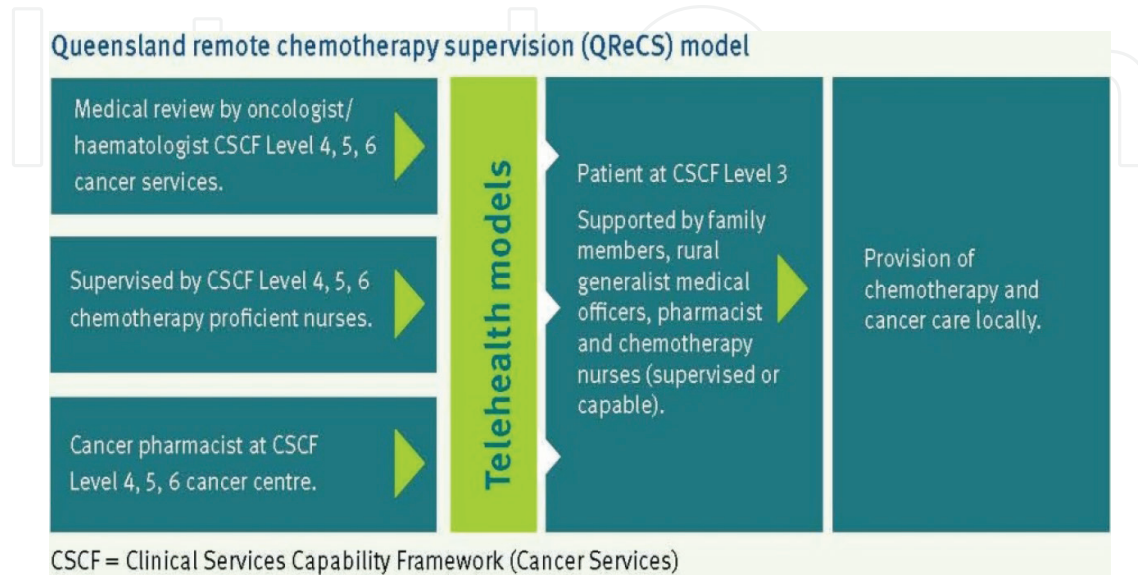 Queensland remote chemotherapy supervision (QReCS) model
Medical review by oncologist/
haematologist CSCF Level 4, 5, 6
cancer services.
Supervised by CSCF Level 4, 5, 6
chemotherapy proficient nurses.
Cancer pharmacist at CSCF
Level 4, 5, 6 cancer centre.
Telehealth models
Patient at CSCF Level 3
Supported by family
members, rural
generalist medical
officers, pharmacist
and chemotherapy
nurses (supervised or
capable).
Provision of
chemotherapy and
cancer care locally.
CSCF = Clinical Services Capability Framework (Cancer Services)